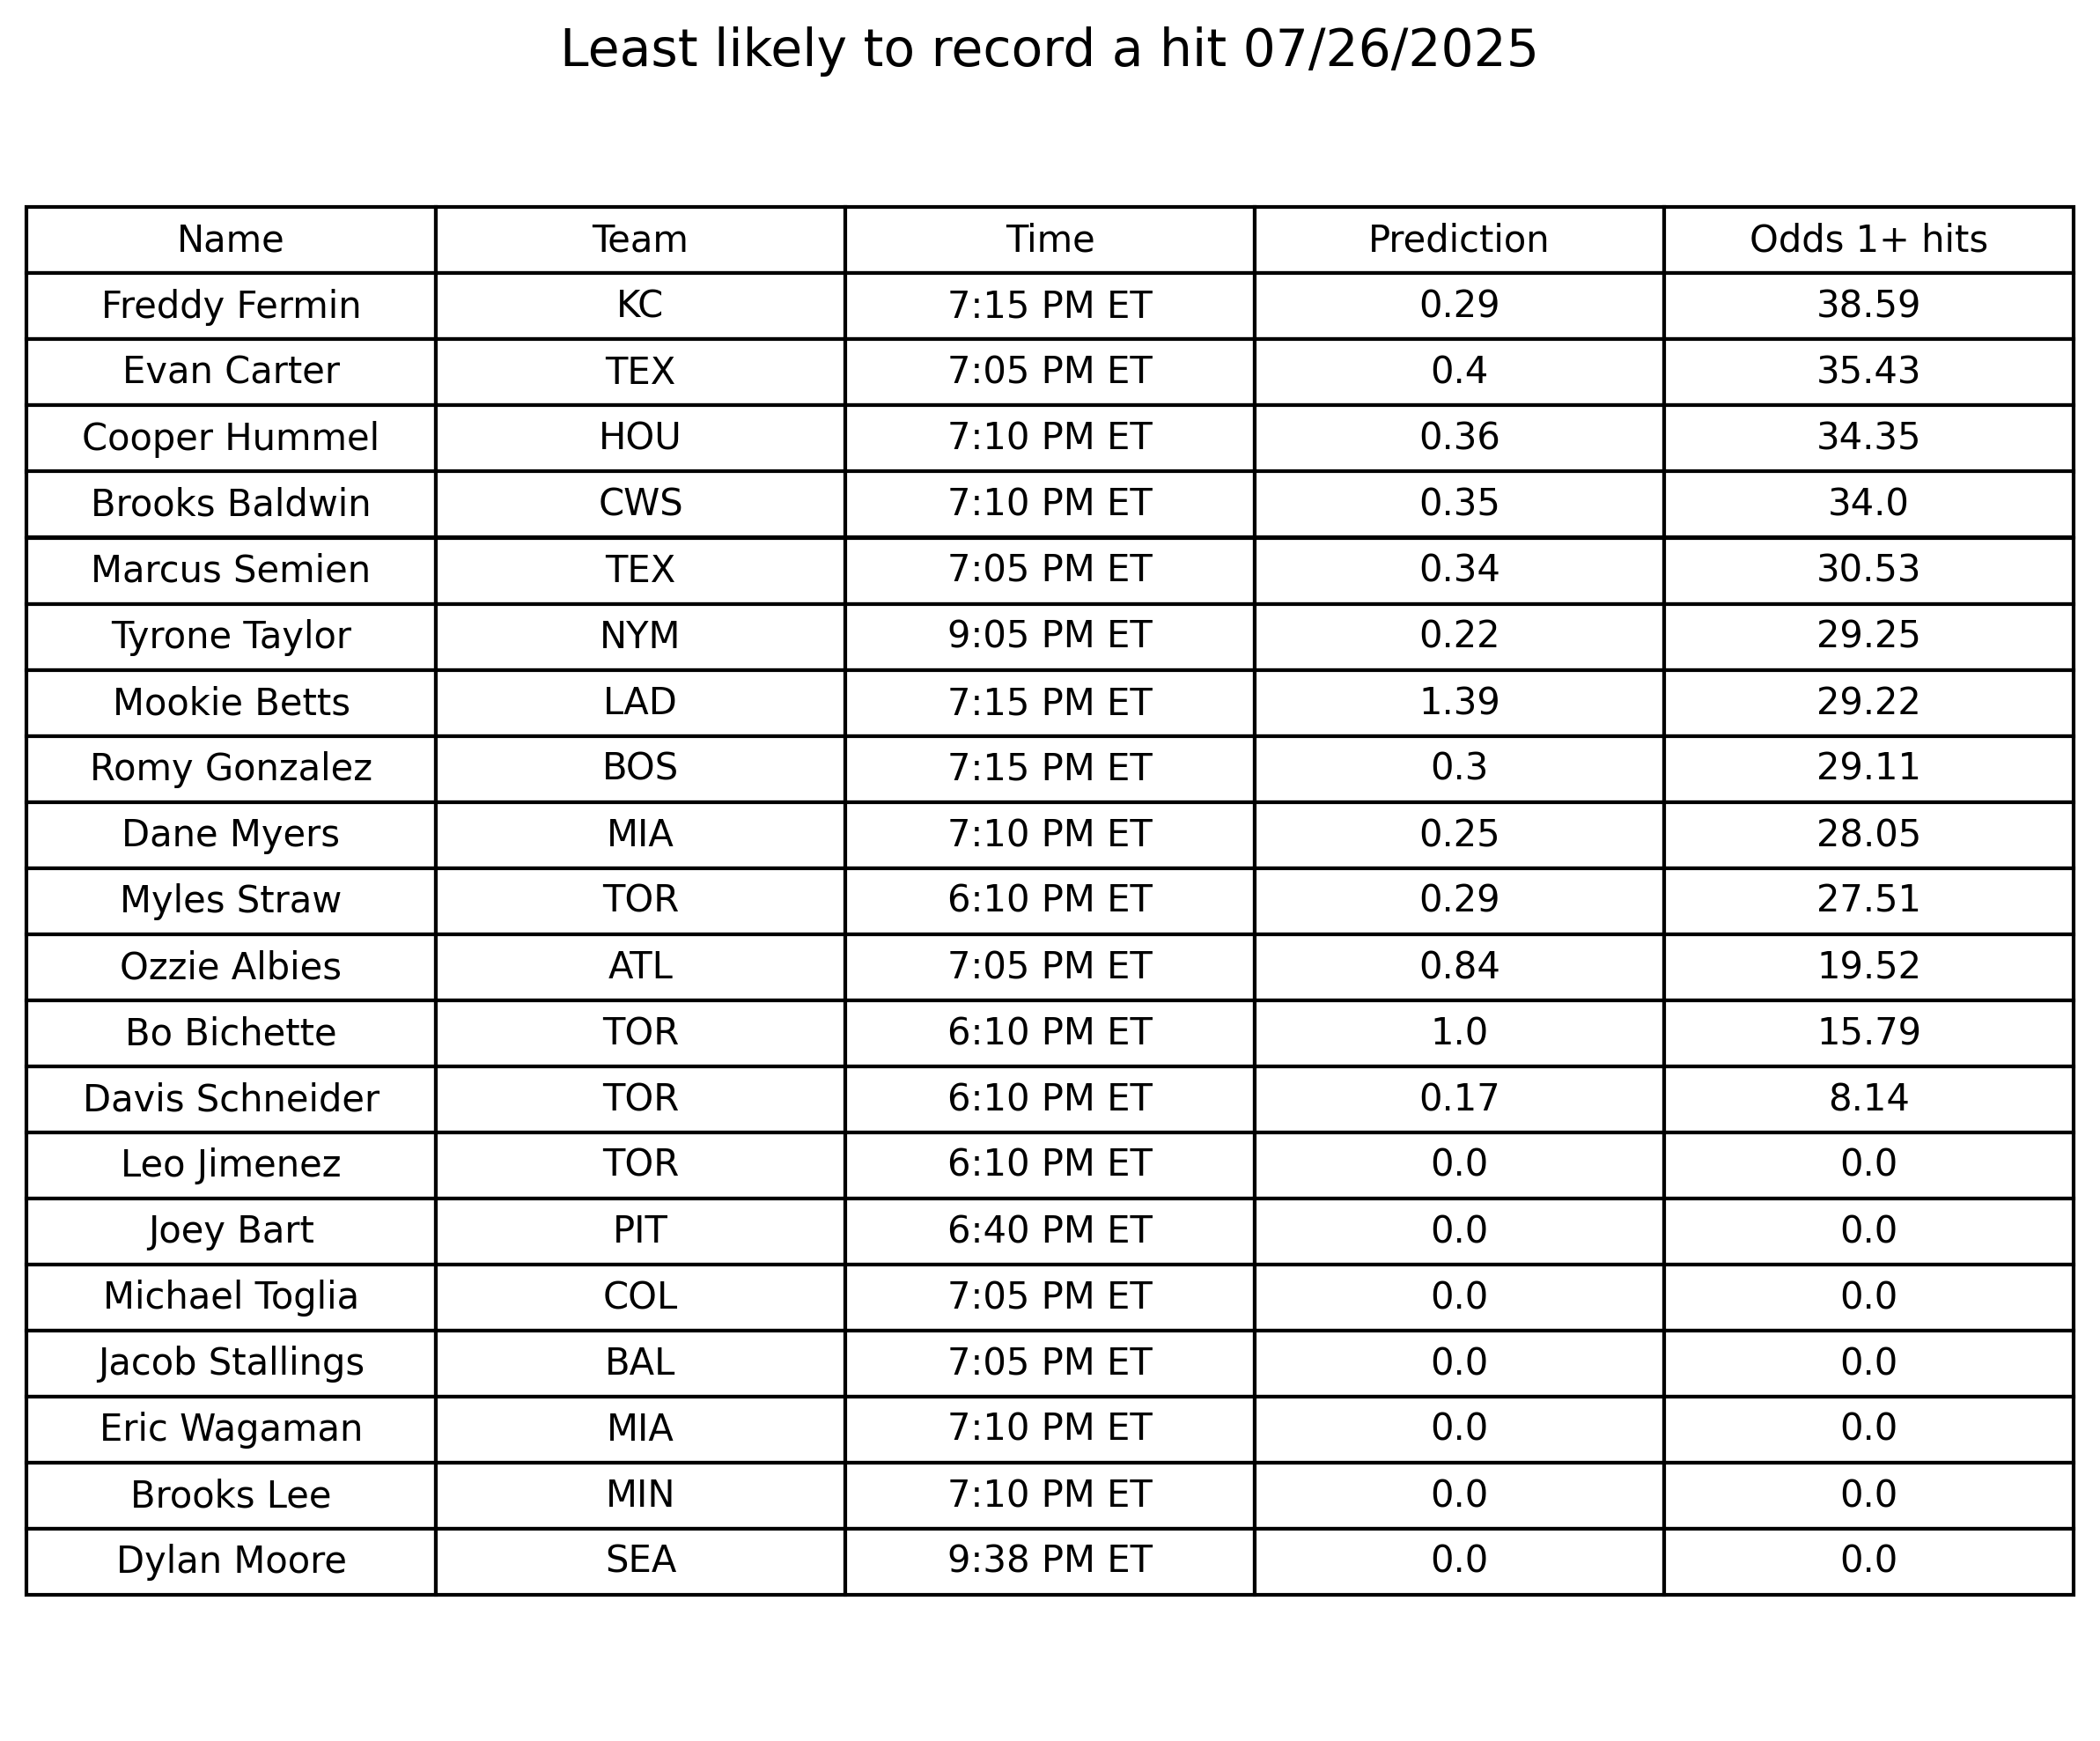 Least likely to record a hit 07/26/2025
Name Team Time Prediction Odds 1+ hits
Freddy Fermin KC 7:15 PM ET 0.29 38.59
Evan Carter TEX 7:05 PM ET 0.4 35.43
Cooper Hummel HOU 7:10 PM ET 0.36 34.35
Brooks Baldwin CWS 7:10 PM ET 0.35 34.0
Marcus Semien TEX 7:05 PM ET 0.34 30.53
Tyrone Taylor NYM 9:05 PM ET 0.22 29.25
Mookie Betts LAD 7:15 PM ET 1.39 29.22
Romy Gonzalez BOS 7:15 PM ET 0.3 29.11
Dane Myers MIA 7:10 PM ET 0.25 28.05
Myles Straw TOR 6:10 PM ET 0.29 27.51
Ozzie Albies ATL 7:05 PM ET 0.84 19.52
Bo Bichette TOR 6:10 PM ET 1.0 15.79
Davis Schneider TOR 6:10 PM ET 0.17 8.14
Leo Jimenez TOR 6:10 PM ET 0.0 0.0
Joey Bart PIT 6:40 PM ET 0.0 0.0
Michael Toglia COL 7:05 PM ET 0.0 0.0
Jacob Stallings BAL 7:05 PM ET 0.0 0.0
Eric Wagaman MIA 7:10 PM ET 0.0 0.0
Brooks Lee MIN 7:10 PM ET 0.0 0.0
Dylan Moore SEA 9:38 PM ET 0.0 0.0